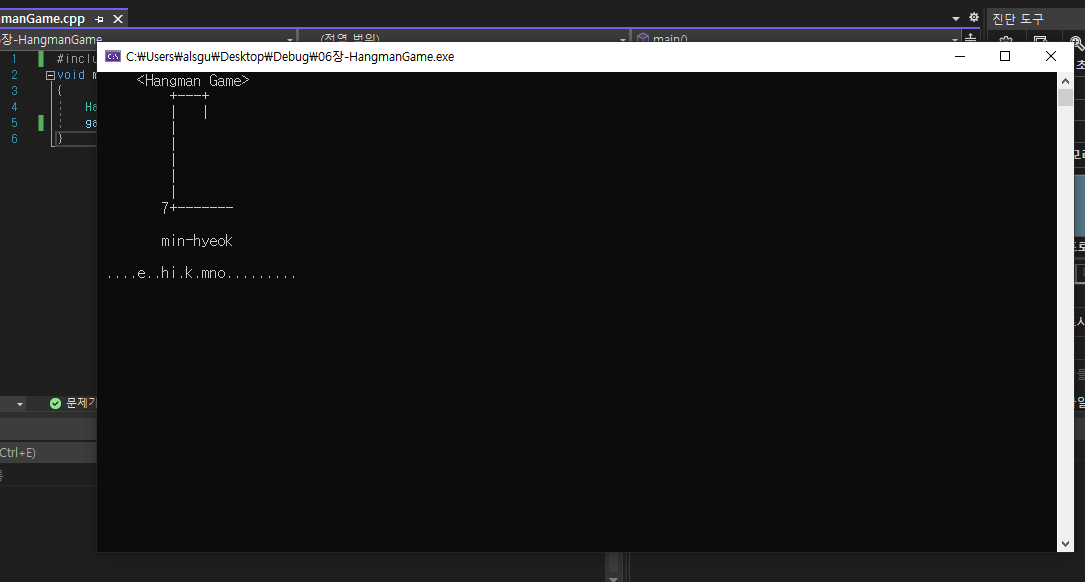 manGame.cpp
진단 도구
장-HangmanGame
(전역 범위)
main()
C:₩Users₩alsgu₩Desktop₩Debug₩06장-HangmanGame.exe
1 #inclu
2 void m
3 {
4 Ha
5 ga
6 }
<Hangman Game>
+---+
|   |
|
|
|
|
|
7+-------
min-hyeok
....e..hi.k.mno.........
문제가
Ctrl+E)